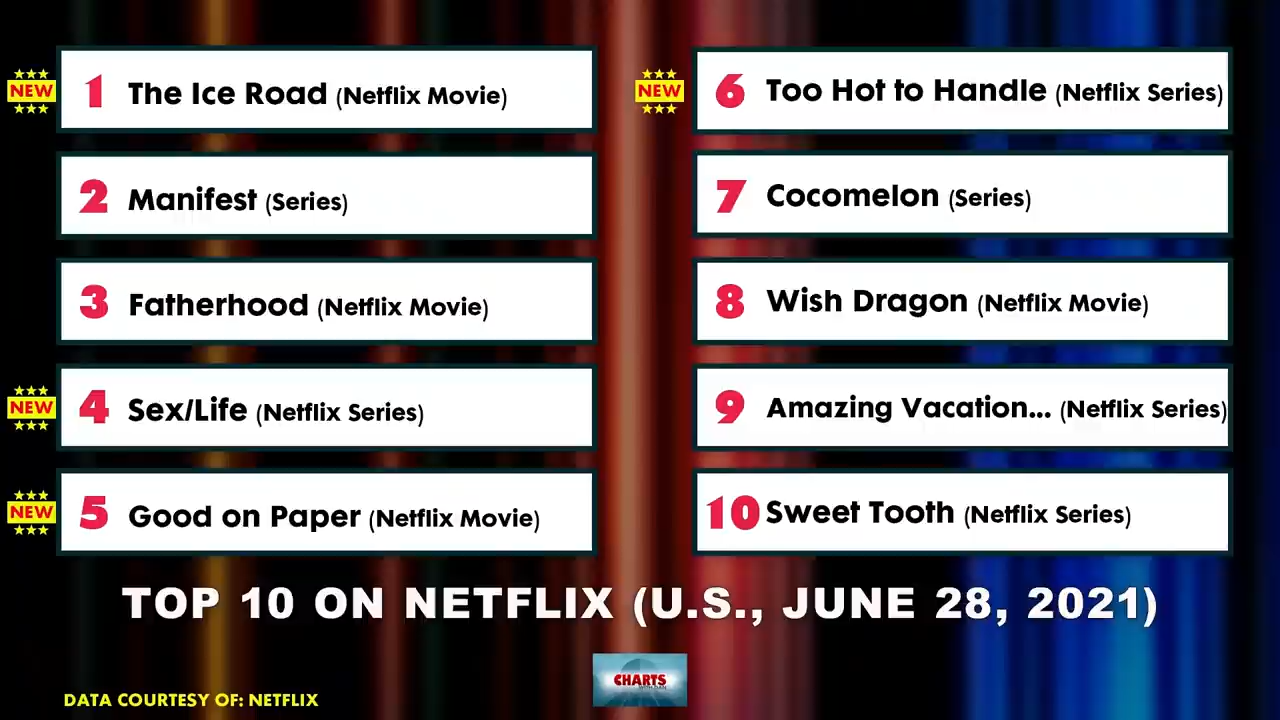 NEW 1 The Ice Road (Netflix Movie)
2 Manifest (Series)
3 Fatherhood (Netflix Movie)
NEW 4 Sex/Life (Netflix Series)
NEW 5 Good on Paper (Netflix Movie)
NEW 6 Too Hot to Handle (Netflix Series)
7 Cocomelon (Series)
8 Wish Dragon (Netflix Movie)
9 Amazing Vacation... (Netflix Series)
10 Sweet Tooth (Netflix Series)
TOP 10 ON NETFLIX (U.S., JUNE 28, 2021)
CHARTS
WITH DAN
DATA COURTESY OF: NETFLIX